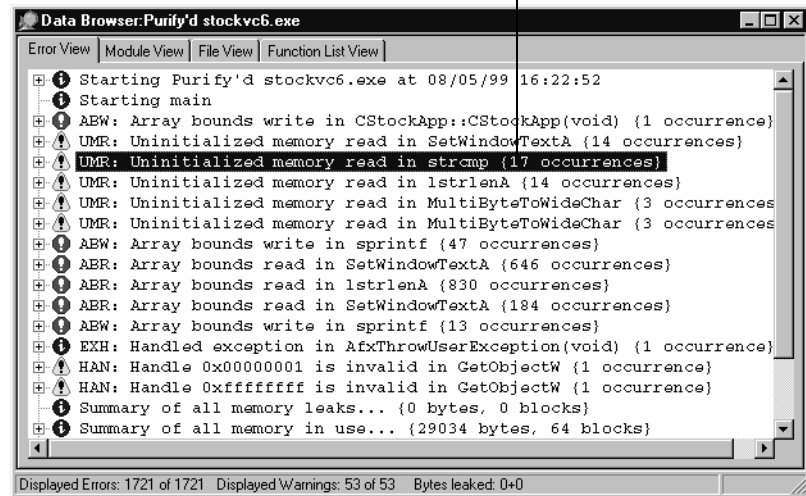 Data Browser:Purify'd stockvc6.exe
Error View Module View File View Function List View
Starting Purify'd stockvc6.exe at 08/05/99 16:22:52
Starting main
ABW: Array bounds write in CStockApp::CStockApp(void) {1 occurrence}
UMR: Uninitialized memory read in SetWindowTextA {14 occurrences}
UMR: Uninitialized memory read in strcmp {17 occurrences}
UMR: Uninitialized memory read in lstrlenA {14 occurrences}
UMR: Uninitialized memory read in MultiByteToWideChar {3 occurrences
UMR: Uninitialized memory read in MultiByteToWideChar {3 occurrences
ABW: Array bounds write in sprintf {47 occurrences}
ABR: Array bounds read in SetWindowTextA {646 occurrences}
ABR: Array bounds read in lstrlenA {830 occurrences}
ABR: Array bounds read in SetWindowTextA {184 occurrences}
ABW: Array bounds write in sprintf {13 occurrences}
EXH: Handled exception in AfxThrowUserException(void) {1 occurrence}
HAN: Handle 0x00000001 is invalid in GetObjectW {1 occurrence}
HAN: Handle 0xffffffff is invalid in GetObjectW {1 occurrence}
Summary of all memory leaks... {0 bytes, 0 blocks}
Summary of all memory in use... {29034 bytes, 64 blocks}
Displayed Errors: 1721 of 1721 Displayed Warnings: 53 of 53 Bytes leaked: 0+0